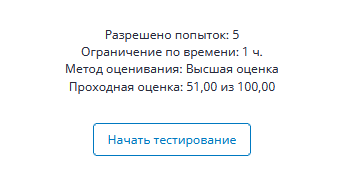 Разрешено попыток: 5
Ограничение по времени: 1 ч.
Метод оценивания: Высшая оценка
Проходная оценка: 51,00 из 100,00
Начать тестирование